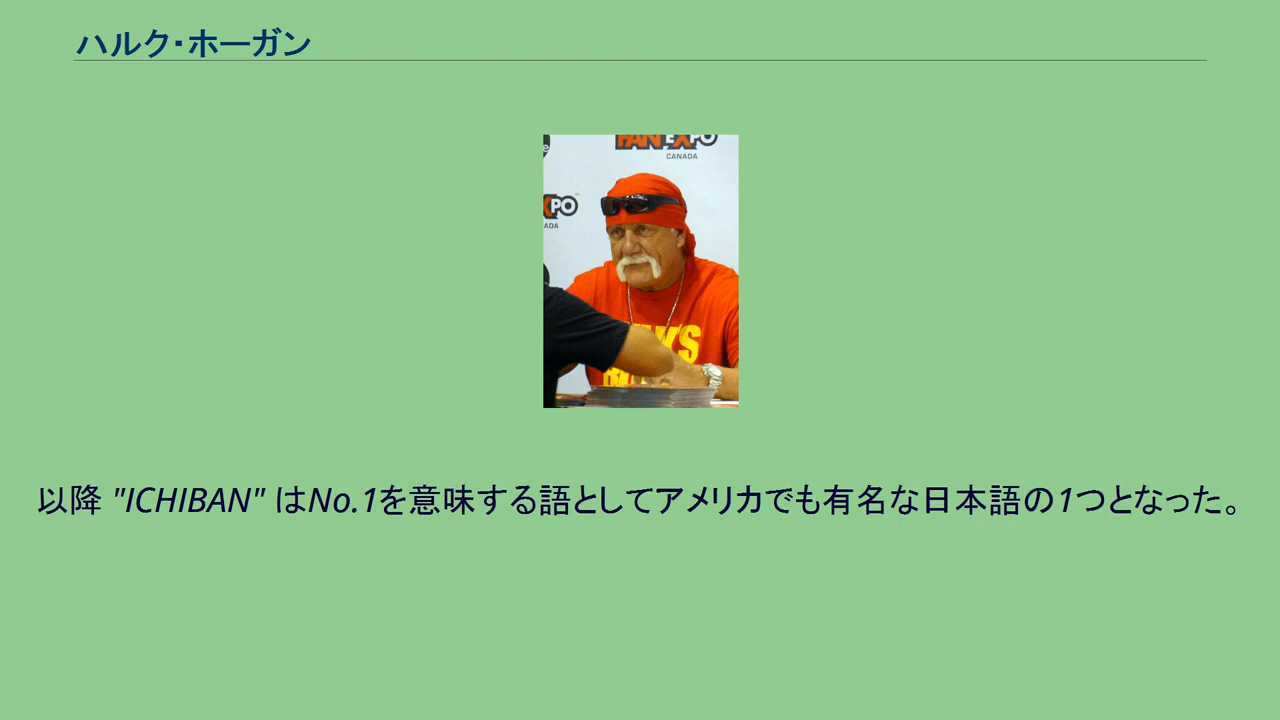 ハルク・ホーガン
FAN EXPO
CANADA
XPO
ADA
以降 "ICHIBAN" はNo.1を意味する語としてアメリカでも有名な日本語の1つとなった。